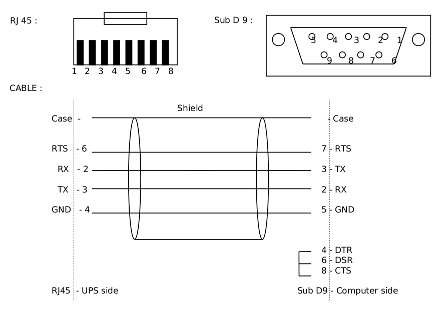 RJ 45 :
Sub D 9 :
5 4 3 2 1
9 8 7 6
1 2 3 4 5 6 7 8
CABLE :
Shield
Case - - Case
RTS - 6 7 - RTS
RX - 2 3 - TX
TX - 3 2 - RX
GND - 4 5 - GND
4 - DTR
6 - DSR
8 - CTS
RJ45 - UPS side Sub D9 - Computer side